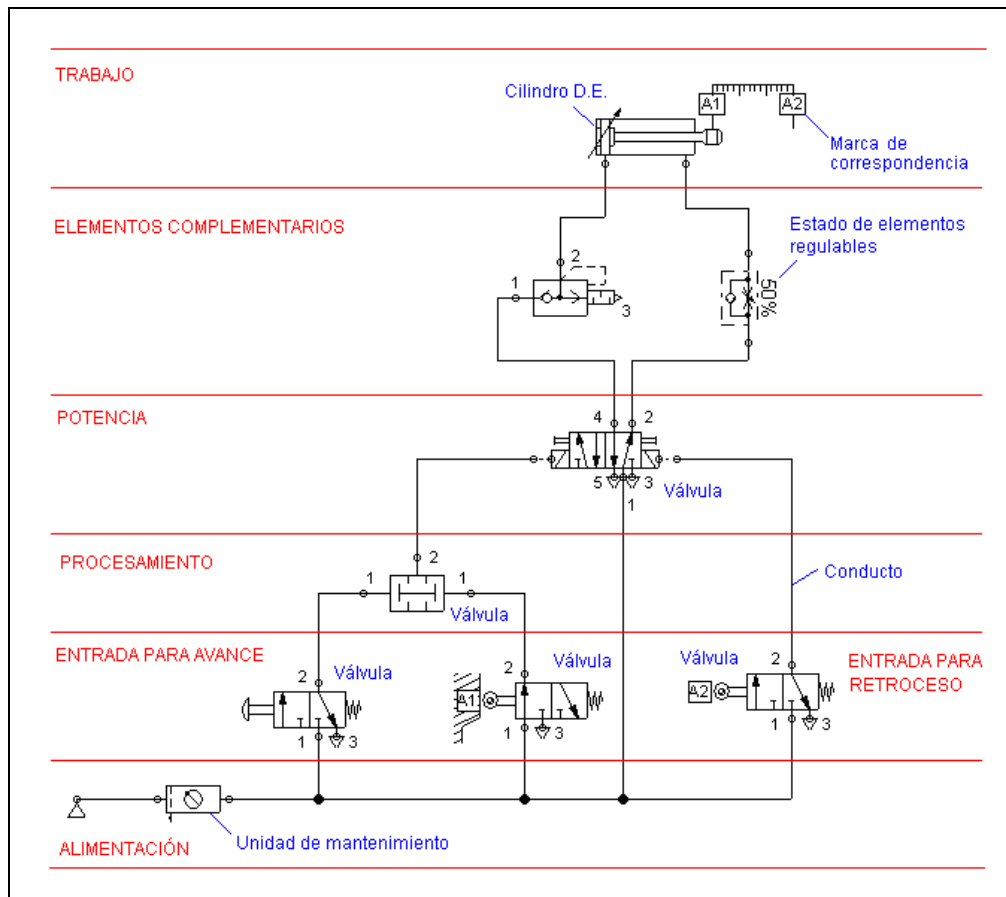 TRABAJO
Cilindro D.E.
A1
A2
Marca de
correspondencia
ELEMENTOS COMPLEMENTARIOS
Estado de elementos
regulables
2
1
3
50%
POTENCIA
4
2
5
3
1
Válvula
PROCESAMIENTO
2
1
1
Válvula
Conducto
ENTRADA PARA AVANCE
Válvula
Válvula
Válvula
ENTRADA PARA
RETROCESO
2
2
2
A1
A2
1
3
1
3
1
3
Unidad de mantenimiento
ALIMENTACIÓN